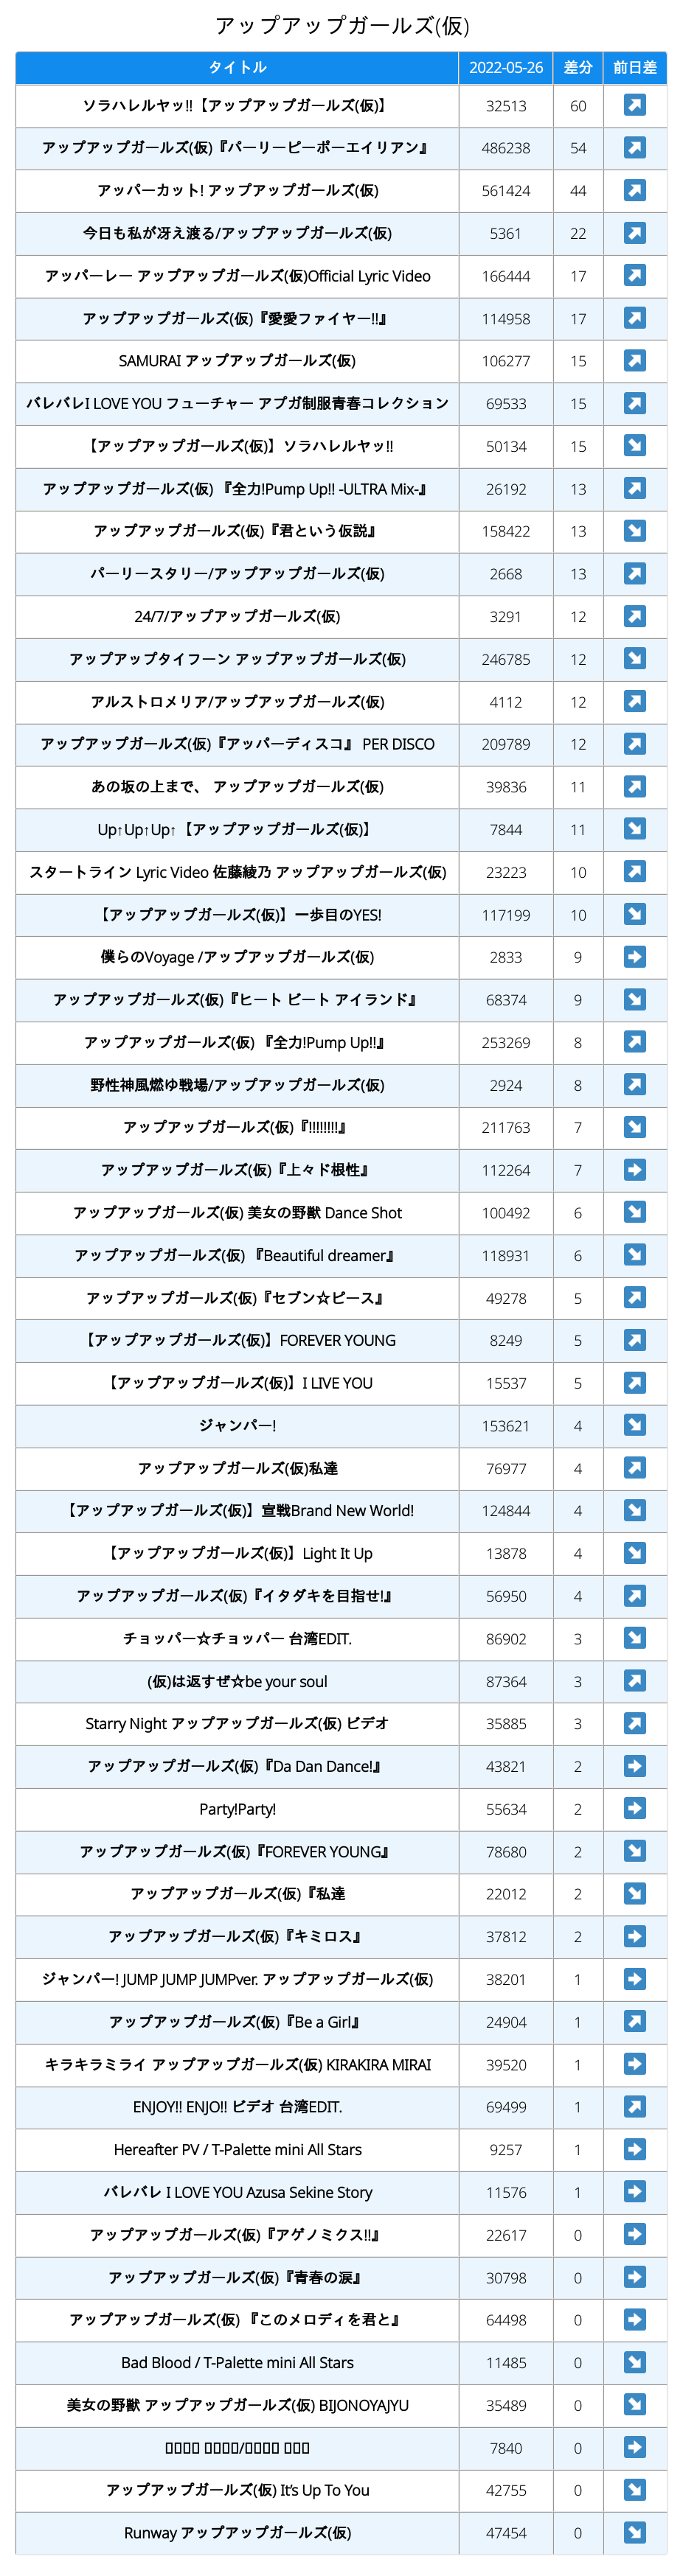 アップアップガールズ(仮)
タイトル 2022-05-26 差分 前日差
ソラハレルヤッ!!【アップアップガールズ(仮)】 32513 60 ↗
アップアップガールズ(仮)『パーリーピーポーエイリアン』 486238 54 ↗
アッパーカット! アップアップガールズ(仮) 561424 44 ↗
今日も私が冴え渡る/アップアップガールズ(仮) 5361 22 ↗
アッパーレー アップアップガールズ(仮)Official Lyric Video 166444 17 ↗
アップアップガールズ(仮)『愛愛ファイヤー!!』 114958 17 ↗
SAMURAI アップアップガールズ(仮) 106277 15 ↗
バレバレI LOVE YOU フューチャー アプガ制服青春コレクション 69533 15 ↗
【アップアップガールズ(仮)】ソラハレルヤッ!! 50134 15 ↘
アップアップガールズ(仮) 『全力!Pump Up!! -ULTRA Mix-』 26192 13 ↗
アップアップガールズ(仮)『君という仮説』 158422 13 ↘
パーリースタリー/アップアップガールズ(仮) 2668 13 ↗
24/7/アップアップガールズ(仮) 3291 12 ↗
アップアップタイフーン アップアップガールズ(仮) 246785 12 ↘
アルストロメリア/アップアップガールズ(仮) 4112 12 ↗
アップアップガールズ(仮)『アッパーディスコ』 PER DISCO 209789 12 ↗
あの坂の上まで、 アップアップガールズ(仮) 39836 11 ↗
Up↑Up↑Up↑【アップアップガールズ(仮)】 7844 11 ↘
スタートライン Lyric Video 佐藤綾乃 アップアップガールズ(仮) 23223 10 ↗
【アップアップガールズ(仮)】一歩目のYES! 117199 10 ↘
僕らのVoyage /アップアップガールズ(仮) 2833 9 ➡
アップアップガールズ(仮)『ヒート ビート アイランド』 68374 9 ↘
アップアップガールズ(仮) 『全力!Pump Up!!』 253269 8 ↗
野性神風燃ゆ戦場/アップアップガールズ(仮) 2924 8 ↗
アップアップガールズ(仮)『!!!!!!!!』 211763 7 ↘
アップアップガールズ(仮)『上々ド根性』 112264 7 ➡
アップアップガールズ(仮) 美女の野獣 Dance Shot 100492 6 ↘
アップアップガールズ(仮) 『Beautiful dreamer』 118931 6 ↘
アップアップガールズ(仮)『セブン☆ピース』 49278 5 ↗
【アップアップガールズ(仮)】FOREVER YOUNG 8249 5 ↗
【アップアップガールズ(仮)】I LIVE YOU 15537 5 ↗
ジャンパー! 153621 4 ↘
アップアップガールズ(仮)私達 76977 4 ↗
【アップアップガールズ(仮)】宣戦Brand New World! 124844 4 ↘
【アップアップガールズ(仮)】Light It Up 13878 4 ↘
アップアップガールズ(仮)『イタダキを目指せ!』 56950 4 ↗
チョッパー☆チョッパー 台湾EDIT. 86902 3 ↘
(仮)は返すぜ☆be your soul 87364 3 ↗
Starry Night アップアップガールズ(仮) ビデオ 35885 3 ↗
アップアップガールズ(仮)『Da Dan Dance!』 43821 2 ➡
Party!Party! 55634 2 ➡
アップアップガールズ(仮)『FOREVER YOUNG』 78680 2 ↘
アップアップガールズ(仮)『私達 22012 2 ↘
アップアップガールズ(仮)『キミロス』 37812 2 ➡
ジャンパー! JUMP JUMP JUMPver. アップアップガールズ(仮) 38201 1 ➡
アップアップガールズ(仮)『Be a Girl』 24904 1 ↗
キラキラミライ アップアップガールズ(仮) KIRAKIRA MIRAI 39520 1 ➡
ENJOY!! ENJO!! ビデオ 台湾EDIT. 69499 1 ↗
Hereafter PV / T-Palette mini All Stars 9257 1 ➡
バレバレ I LOVE YOU Azusa Sekine Story 11576 1 ➡
アップアップガールズ(仮)『アゲノミクス!!』 22617 0 ➡
アップアップガールズ(仮)『青春の涙』 30798 0 ➡
アップアップガールズ(仮) 『このメロディを君と』 64498 0 ➡
Bad Blood / T-Palette mini All Stars 11485 0 ↘
美女の野獣 アップアップガールズ(仮) BIJONOYAJYU 35489 0 ↘
▯▯▯▯ ▯▯▯▯/▯▯▯▯ ▯▯▯ 7840 0 ➡
アップアップガールズ(仮) It's Up To You 42755 0 ↘
Runway アップアップガールズ(仮) 47454 0 ↘